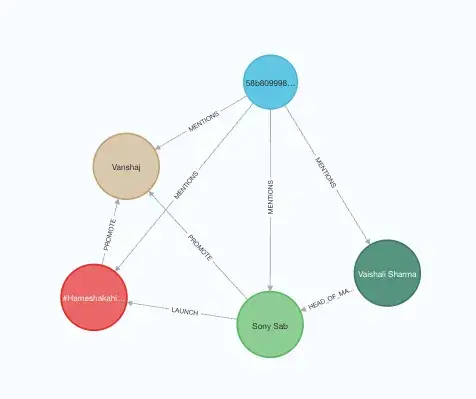 58b809998...
MENTIONS
Vanshaj
MENTIONS
MENTIONS
MENTIONS
PROMOTE
PROMOTE
Vaishali Sharma
#Hameshakahi...
HEAD_OF_MA...
LAUNCH
Sony Sab